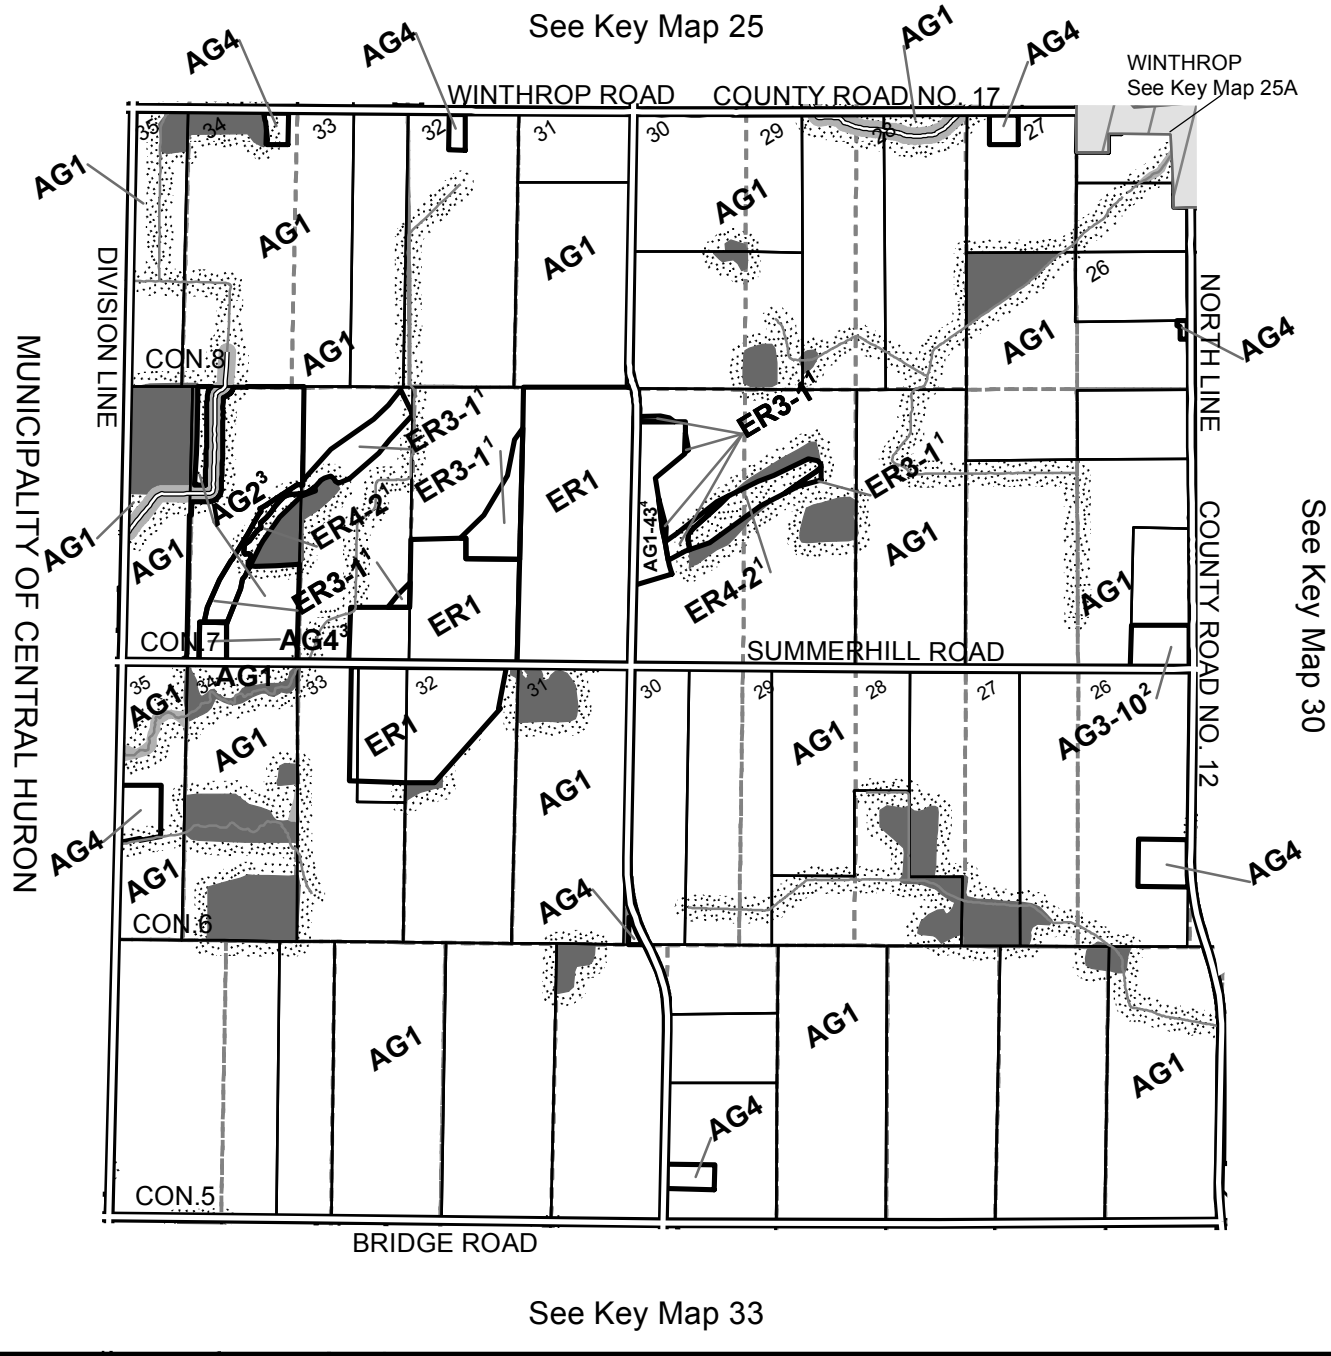 See Key Map 25
AG4
AG4
AG1
AG4
WINTHROP
See Key Map 25A
WINTHROP ROAD
COUNTY ROAD NO. 17
35
34
33
32
31
30
29
28
27
AG1
AG1
AG1
AG1
26
DIVISION LINE
NORTH LINE
AG4
AG1
AG1
CON.8
MUNICIPALITY OF CENTRAL HURON
ER3-1¹
ER3-1¹
ER3-1¹
ER3-1¹
AG2³
ER1
ER4-2¹
AG1-43⁴
AG1
AG1
AG1
COUNTY ROAD NO. 12
See Key Map 30
ER3-1¹
ER4-2¹
AG1
ER1
CON.7
AG4³
SUMMERHILL ROAD
35
34
AG1
33
32
31
30
29
28
27
26
AG1
AG3-10²
ER1
AG1
AG1
AG1
AG4
AG4
AG1
AG4
CON.6
AG1
AG1
AG1
AG4
CON.5
BRIDGE ROAD
See Key Map 33